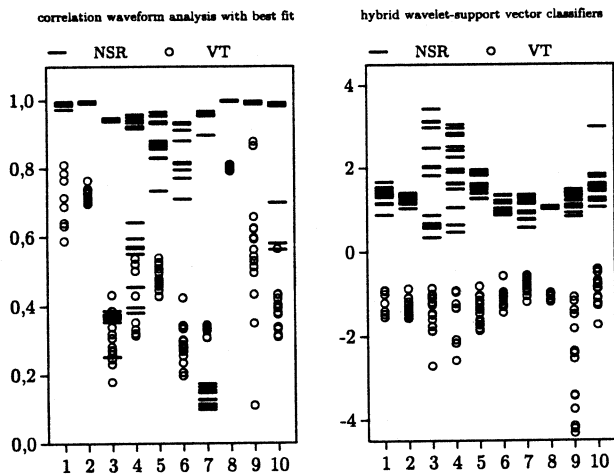 correlation waveform analysis with best fit
hybrid wavelet-support vector classifiers
NSR VT
NSR VT
1,0
0,8
0,6
0,4
0,2
0,0
1 2 3 4 5 6 7 8 9 10
4
2
0
-2
-4
1 2 3 4 5 6 7 8 9 10